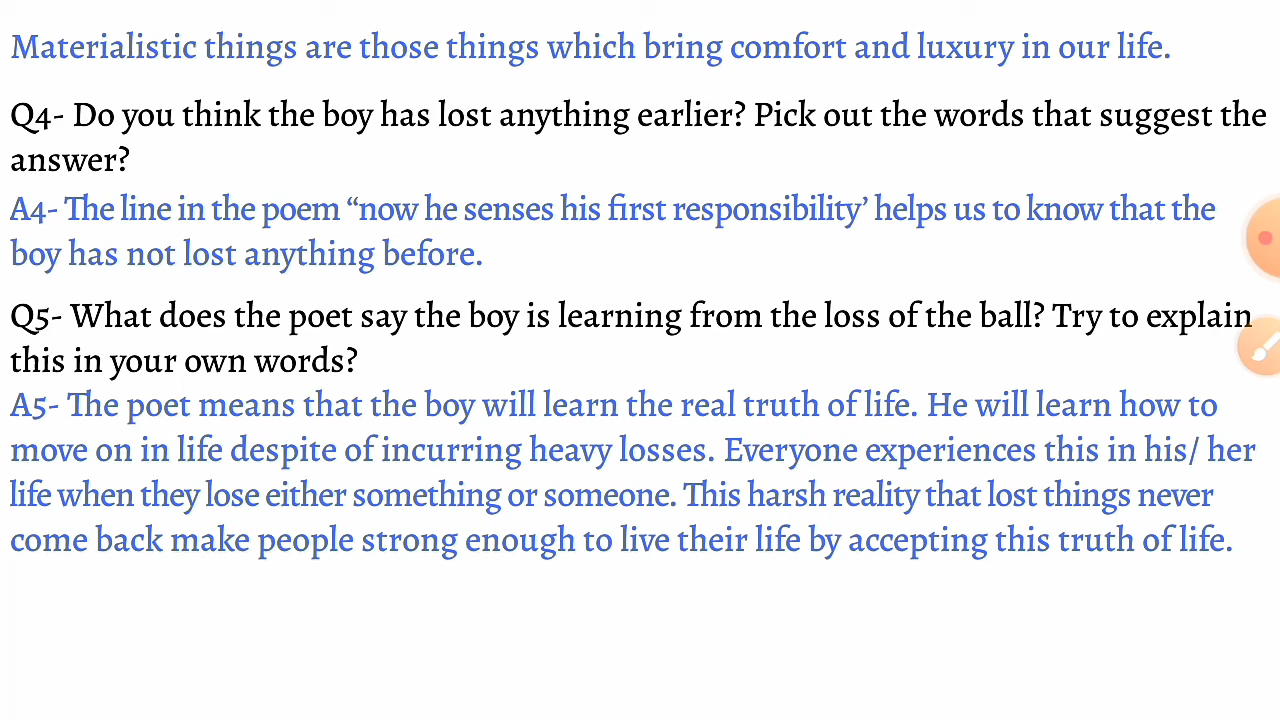 Materialistic things are those things which bring comfort and luxury in our life.
Q4- Do you think the boy has lost anything earlier? Pick out the words that suggest the
answer?
A4- The line in the poem “now he senses his first responsibility’ helps us to know that the
boy has not lost anything before.
Q5- What does the poet say the boy is learning from the loss of the ball? Try to explain
this in your own words?
A5- The poet means that the boy will learn the real truth of life. He will learn how to
move on in life despite of incurring heavy losses. Everyone experiences this in his/ her
life when they lose either something or someone. This harsh reality that lost things never
come back make people strong enough to live their life by accepting this truth of life.